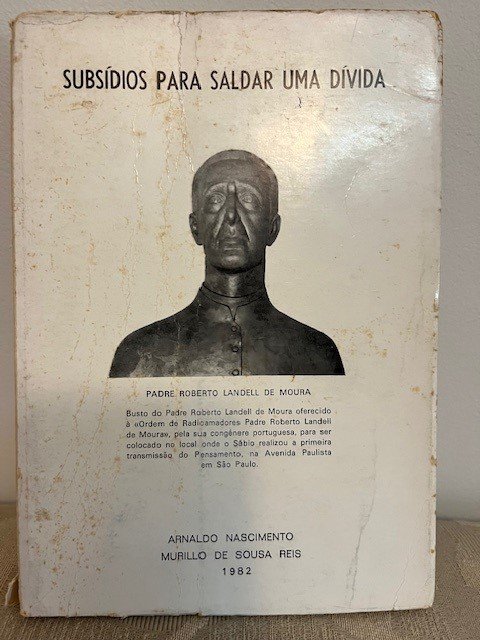 SUBSÍDIOS PARA SALDAR UMA DÍVIDA
PADRE ROBERTO LANDELL DE MOURA
Busto do Padre Roberto Landell de Moura oferecido
à «Ordem de Radioamadores Padre Roberto Landell
de Moura», pela sua congénere portuguesa, para ser
colocado no local onde o Sábio realizou a primeira
transmissão do Pensamento, na Avenida Paulista
em São Paulo.
ARNALDO NASCIMENTO
MURILLO DE SOUSA REIS
1982